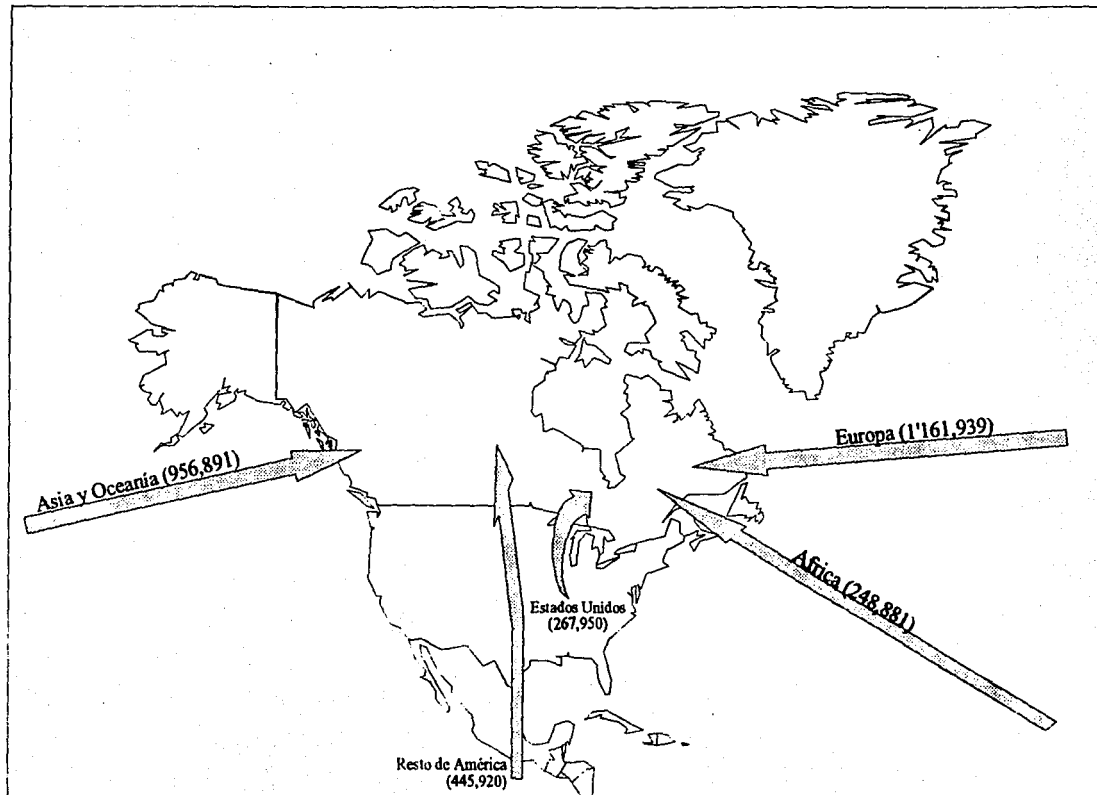 Europa (1'161,939)
Asia y Oceanía (956,891)
Africa (248,881)
Estados Unidos
(267,950)
Resto de América
(445,920)